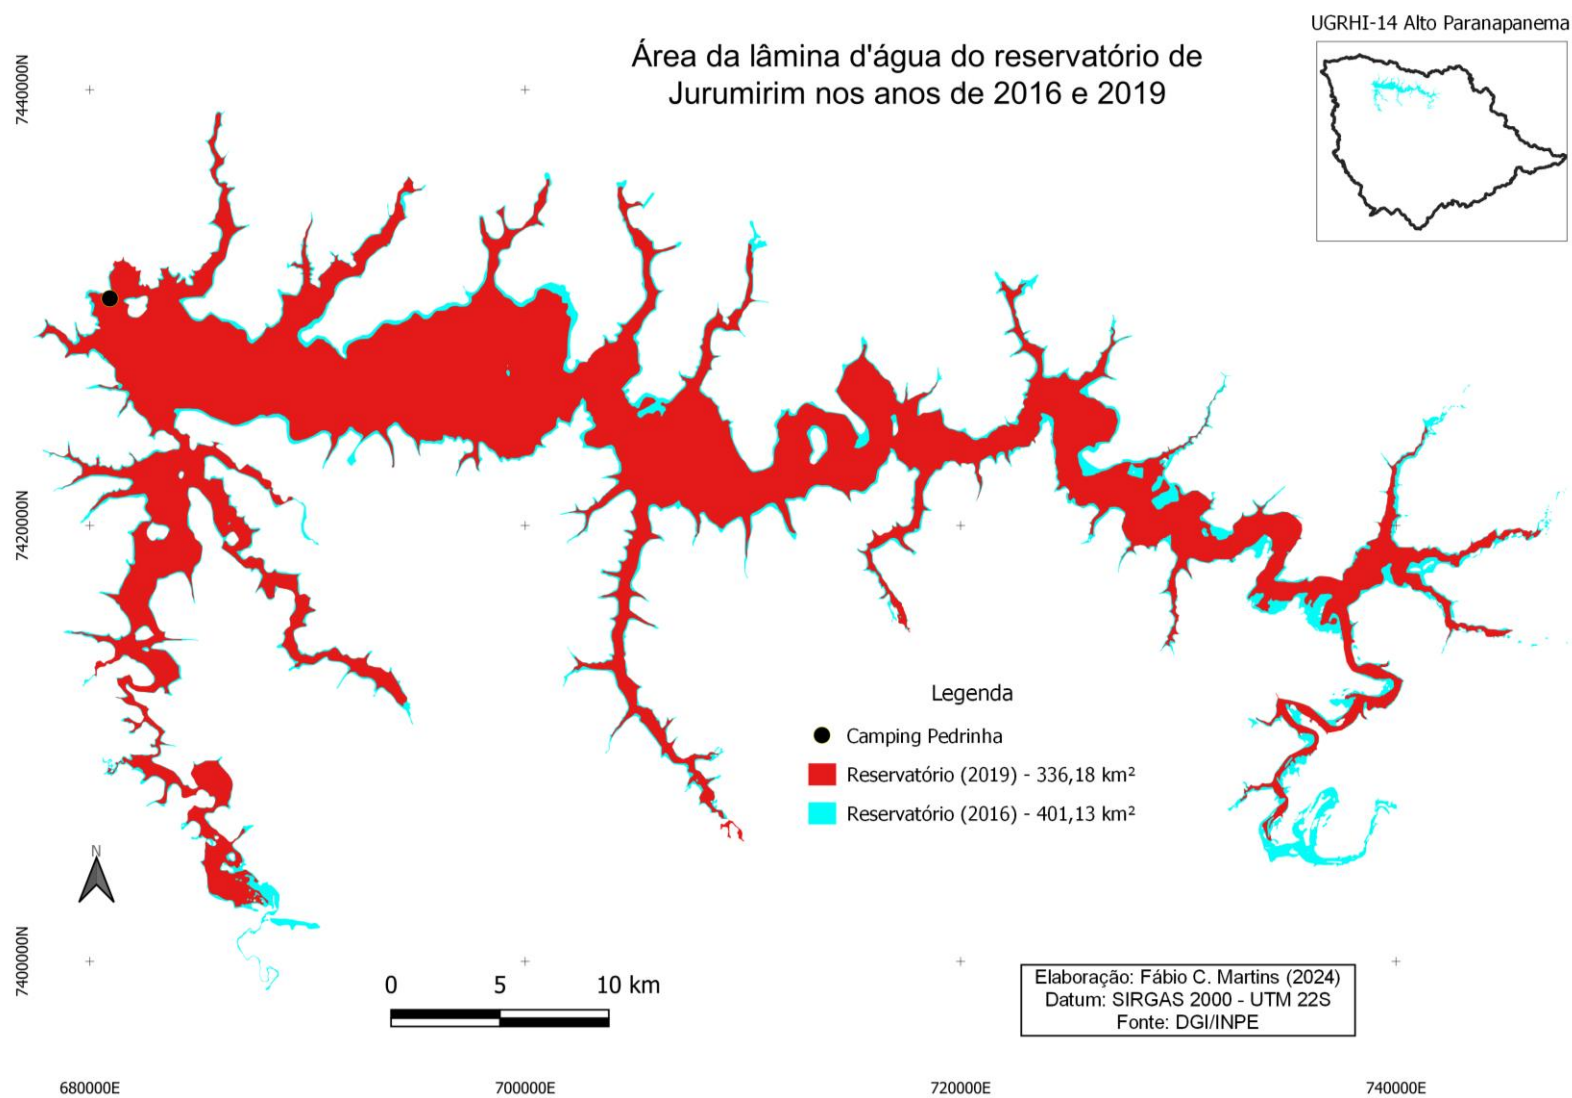 UGRHI-14 Alto Paranapanema
Área da lâmina d'água do reservatório de
Jurumirim nos anos de 2016 e 2019
7440000N
7420000N
7400000N
Legenda
Camping Pedrinha
Reservatório (2019) - 336,18 km²
Reservatório (2016) - 401,13 km²
N
0 5 10 km
Elaboração: Fábio C. Martins (2024)
Datum: SIRGAS 2000 - UTM 22S
Fonte: DGI/INPE
680000E 700000E 720000E 740000E